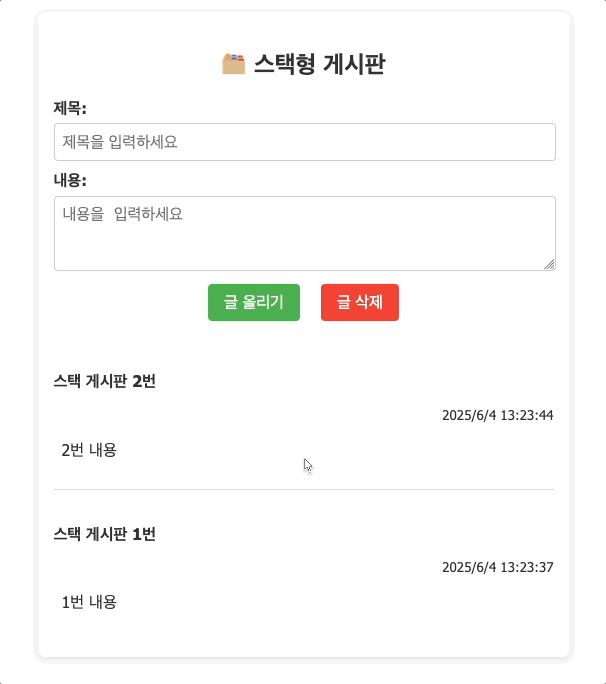 스택형 게시판
제목:
제목을 입력하세요
내용:
내용을 입력하세요
글 올리기 글 삭제
스택 게시판 2번
2025/6/4 13:23:44
2번 내용
스택 게시판 1번
2025/6/4 13:23:37
1번 내용